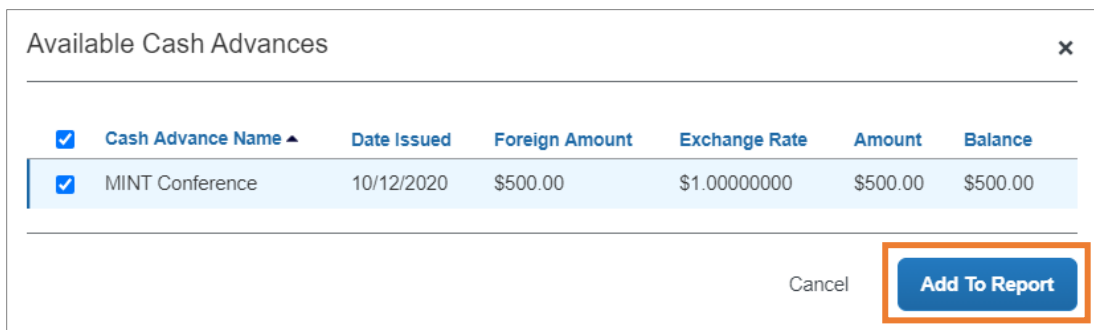 Available Cash Advances
Cash Advance Name Date Issued Foreign Amount Exchange Rate Amount Balance
MINT Conference 10/12/2020 $500.00 $1.00000000 $500.00 $500.00
Cancel Add To Report